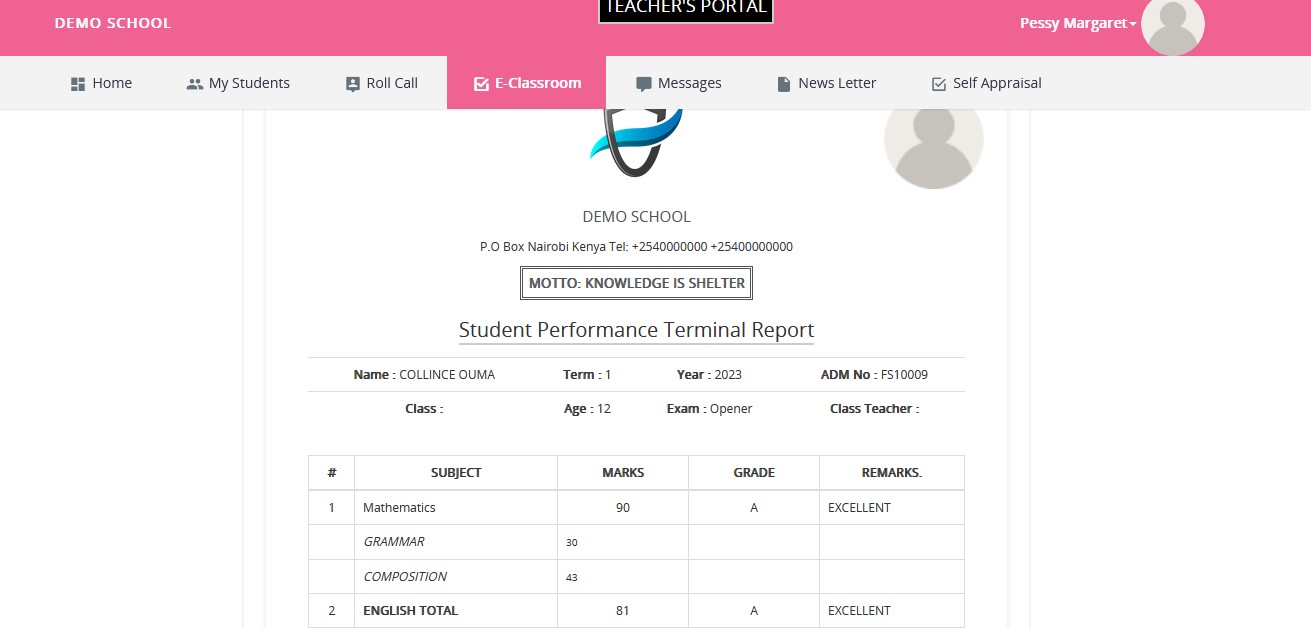 TEACHER'S PORTAL
DEMO SCHOOL
Pessy Margaret
Home My Students Roll Call E-Classroom Messages News Letter Self Appraisal
DEMO SCHOOL
P.O Box Nairobi Kenya Tel: +2540000000 +25400000000
MOTTO: KNOWLEDGE IS SHELTER
Student Performance Terminal Report
Name : COLLINCE OUMA Term : 1 Year : 2023 ADM No : FS10009
Class : Age : 12 Exam : Opener Class Teacher :
# SUBJECT MARKS GRADE REMARKS.
1 Mathematics 90 A EXCELLENT
GRAMMAR 30
COMPOSITION 43
2 ENGLISH TOTAL 81 A EXCELLENT